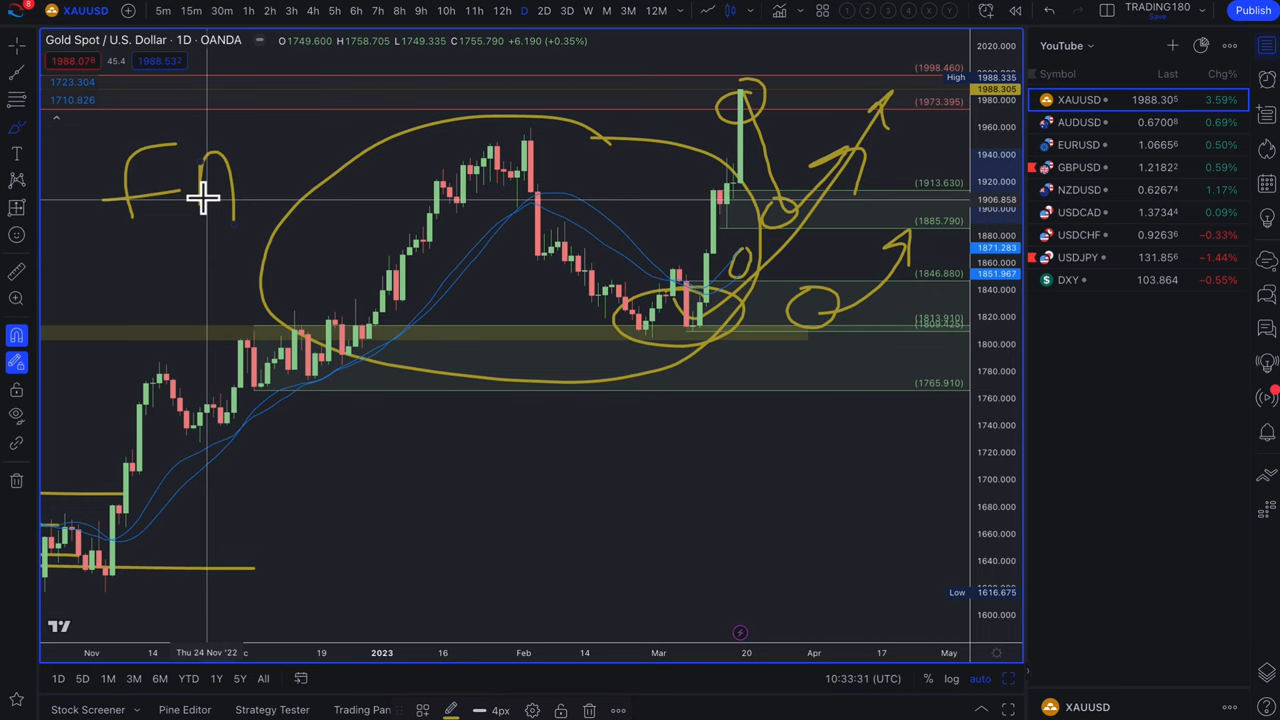 8
XAUUSD
5m 15m 30m 1h 2h 3h 4h 5h 6h 7h 8h 9h 10h 11h 12h D 2D 3D W M 3M 12M
TRADING180
Save
Publish
Gold Spot / U.S. Dollar · 1D · OANDA
O1749.600 H1758.705 L1749.335 C1755.790 +6.190 (+0.35%)
1988.078 45.4 1988.532
1723.304
1710.826
2020.000
(1998.460)
High 1988.335
1988.305
1980.000
(1973.395)
1960.000
1940.000
1920.000
(1913.630)
1906.858
1900.000
(1885.790)
1880.000
1871.283
1860.000
(1846.880)
1851.967
1840.000
(1813.910)
1820.000
(1809.425)
1800.000
1780.000
(1765.910)
1760.000
1740.000
1720.000
1700.000
1680.000
1660.000
1640.000
Low 1616.675
1600.000
Nov 14 Thu 24 Nov '22 c 19 2023 16 Feb 14 Mar 20 Apr 17 May
1D 5D 1M 3M 6M YTD 1Y 5Y All
10:33:31 (UTC) % log auto
Stock Screener Pine Editor Strategy Tester Trading Pan
4px
YouTube
Symbol Last Chg%
XAUUSD 1988.305 3.59%
AUDUSD 0.67008 0.69%
EURUSD 1.06656 0.50%
GBPUSD 1.21822 0.59%
NZDUSD 0.62674 1.17%
USDCAD 1.37344 0.09%
USDCHF 0.92636 −0.33%
USDJPY 131.856 −1.44%
DXY 103.864 −0.55%
XAUUSD